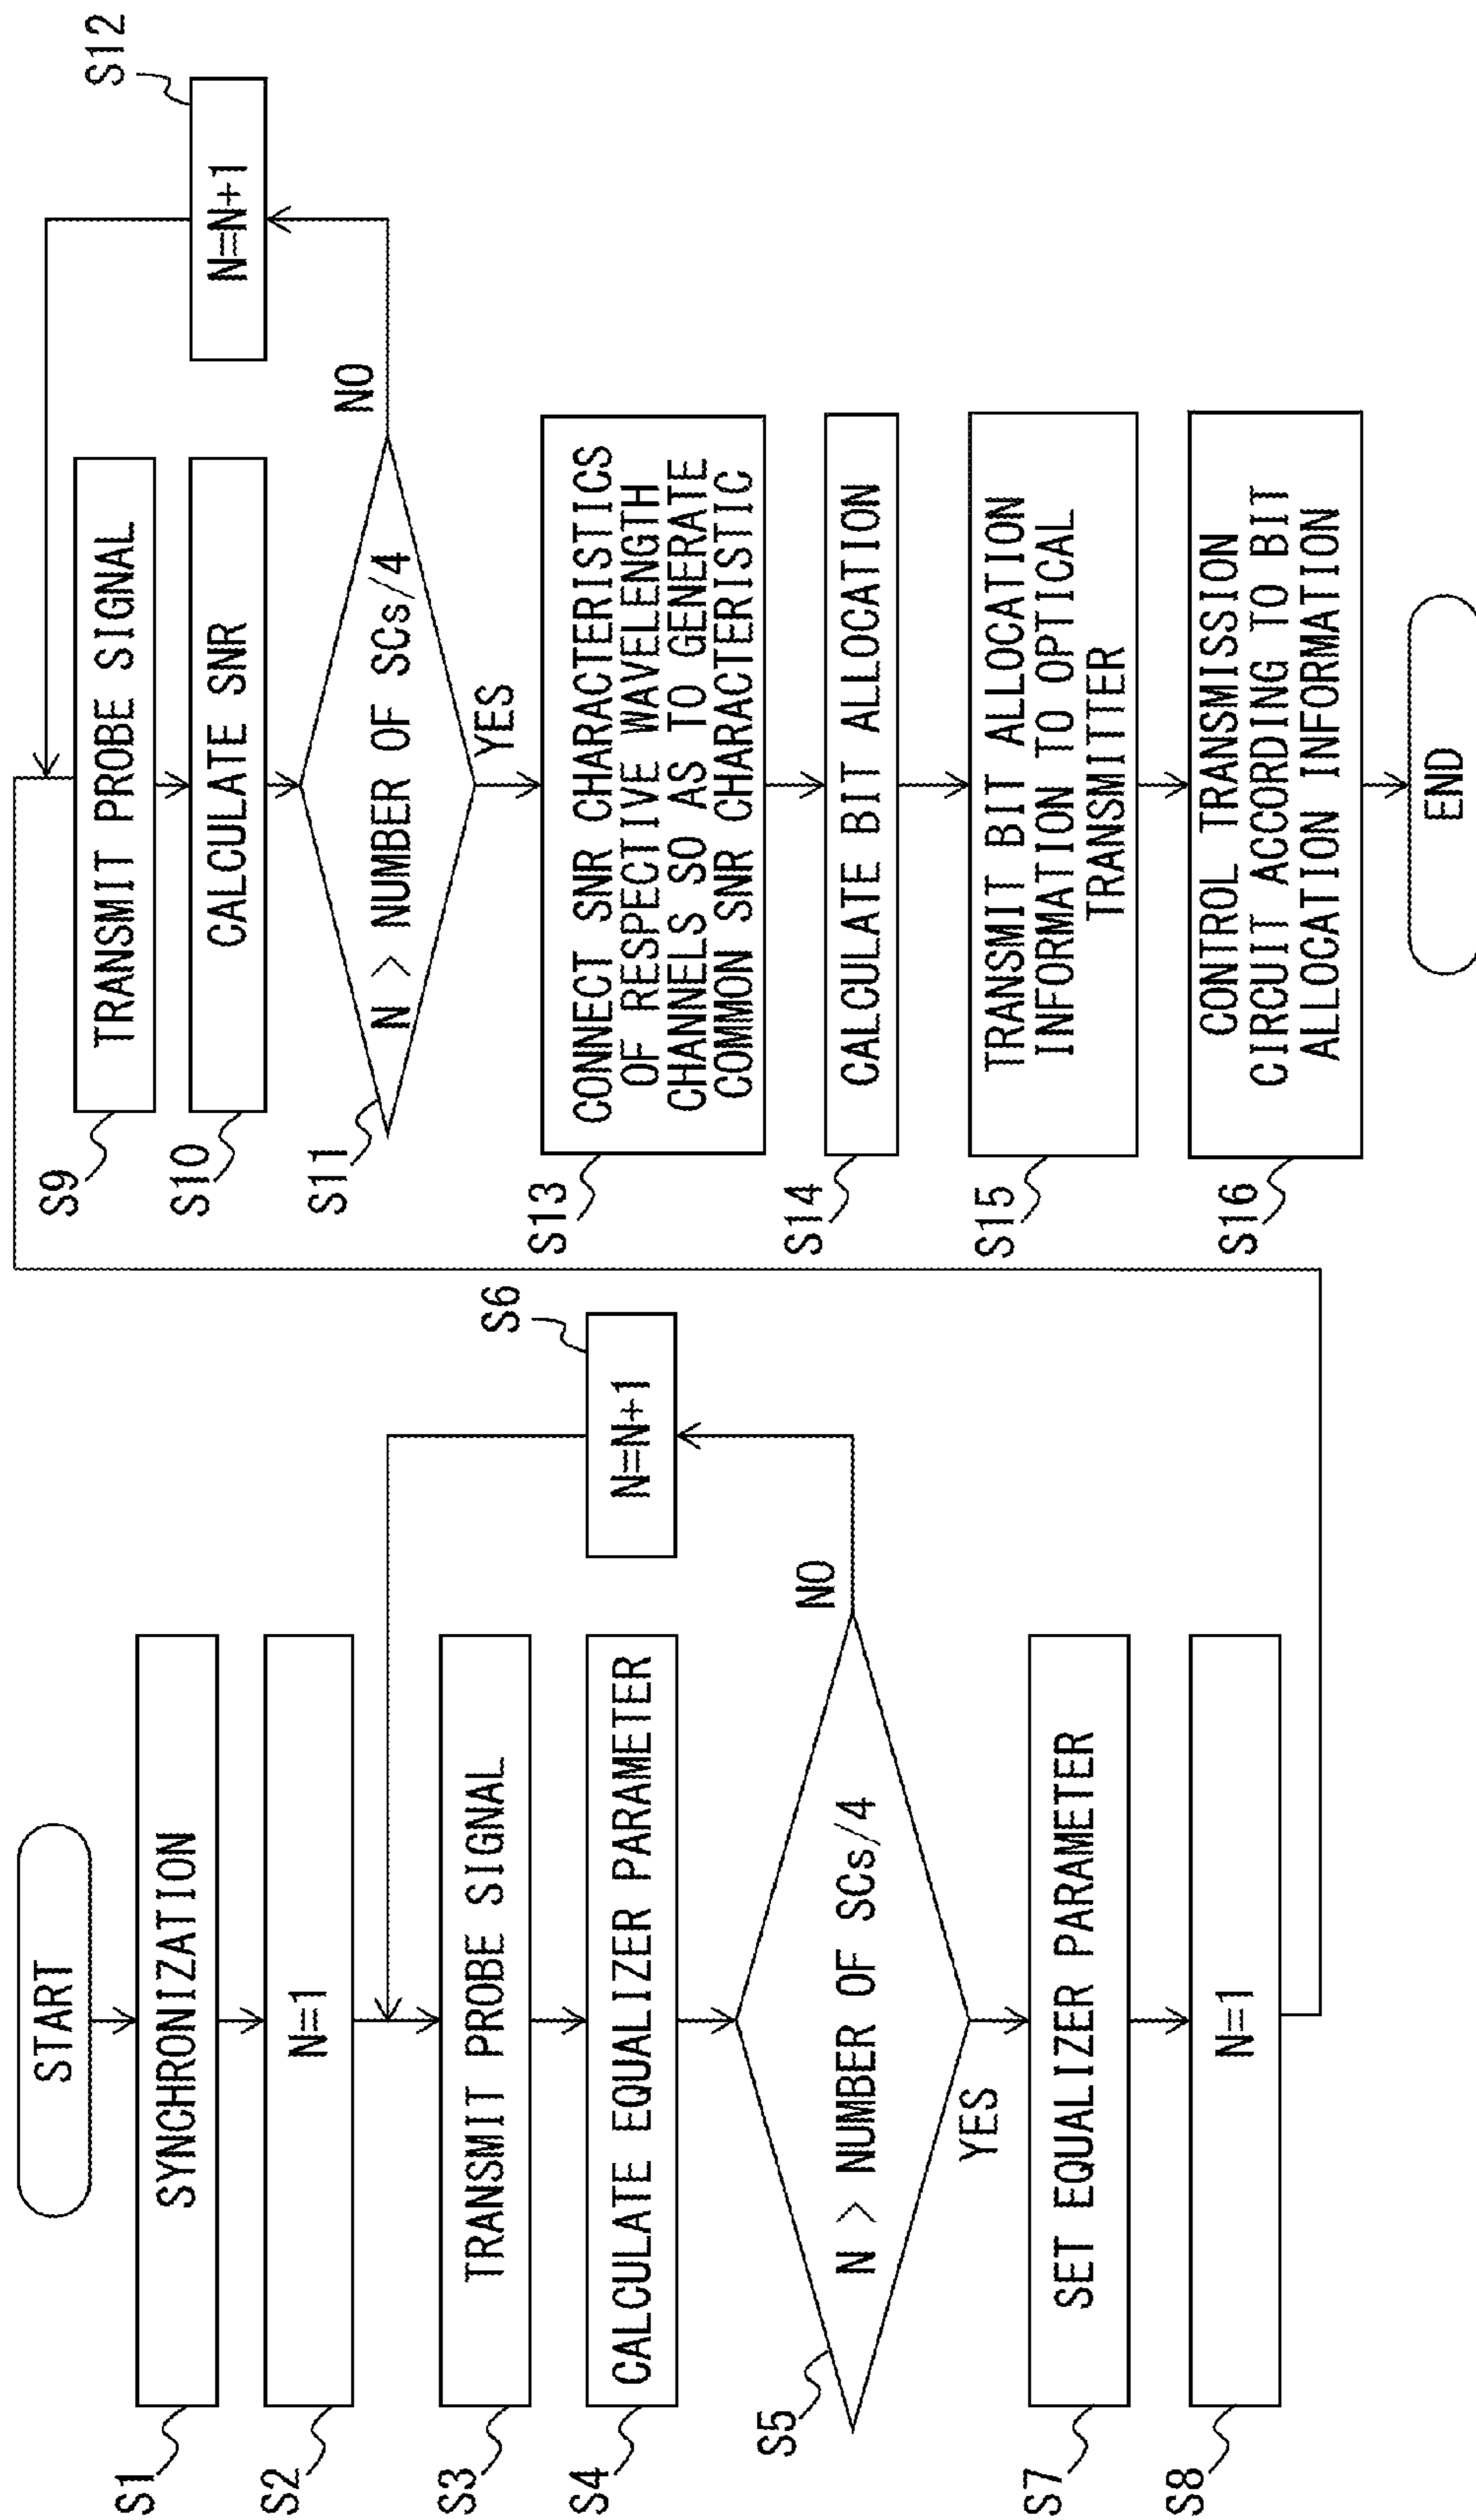 START
S1
SYNCHRONIZATION
S2
N=1
S3
TRANSMIT PROBE SIGNAL
S4
CALCULATE EQUALIZER PARAMETER
S5
N > NUMBER OF SCs/4
NO
S6
N=N+1
YES
S7
SET EQUALIZER PARAMETER
S8
N=1
S9
TRANSMIT PROBE SIGNAL
S10
CALCULATE SNR
S11
N > NUMBER OF SCs/4
NO
S12
N=N+1
YES
S13
CONNECT SNR CHARACTERISTICS
OF RESPECTIVE WAVELENGTH
CHANNELS SO AS TO GENERATE
COMMON SNR CHARACTERISTIC
S14
CALCULATE BIT ALLOCATION
S15
TRANSMIT BIT ALLOCATION
INFORMATION TO OPTICAL
TRANSMITTER
S16
CONTROL TRANSMISSION
CIRCUIT ACCORDING TO BIT
ALLOCATION INFORMATION
END